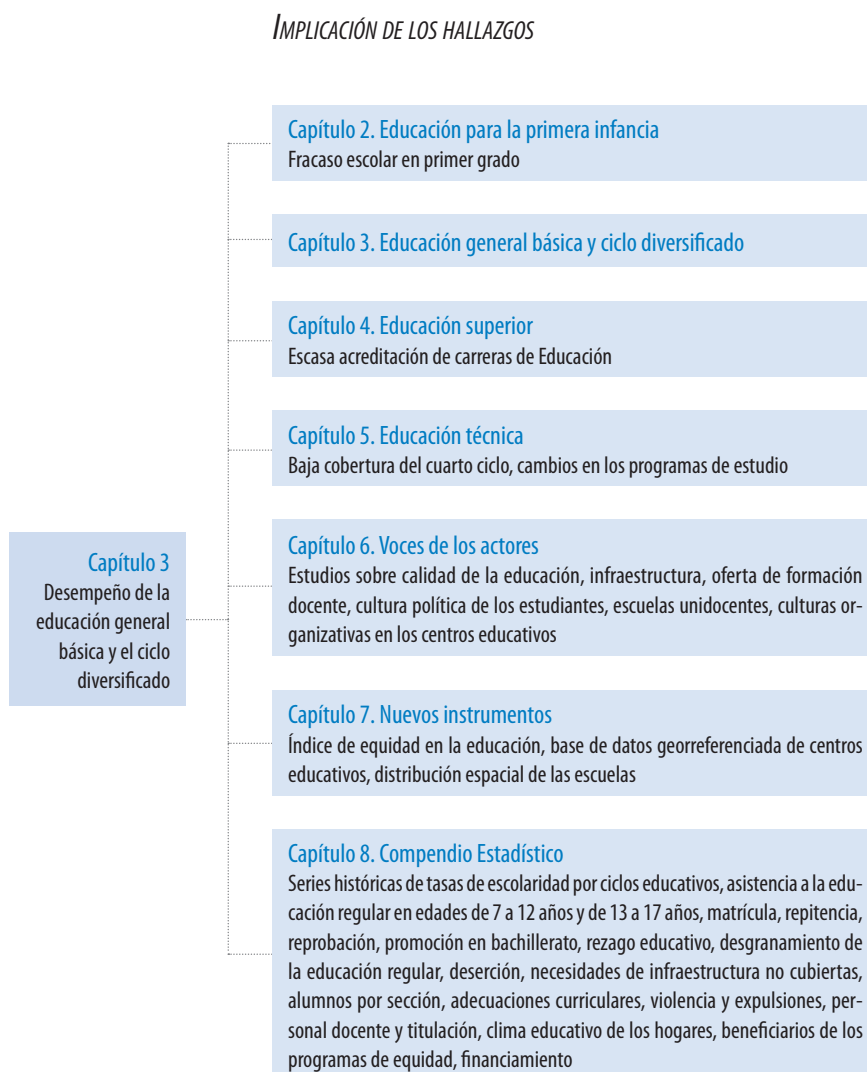 IMPLICACIÓN DE LOS HALLAZGOS
Capítulo 2. Educación para la primera infancia
Fracaso escolar en primer grado
Capítulo 3. Educación general básica y ciclo diversificado
Capítulo 4. Educación superior
Escasa acreditación de carreras de Educación
Capítulo 5. Educación técnica
Baja cobertura del cuarto ciclo, cambios en los programas de estudio
Capítulo 3
Desempeño de la
educación general
básica y el ciclo
diversificado
Capítulo 6. Voces de los actores
Estudios sobre calidad de la educación, infraestructura, oferta de formación
docente, cultura política de los estudiantes, escuelas unidocentes, culturas or-
ganizativas en los centros educativos
Capítulo 7. Nuevos instrumentos
Índice de equidad en la educación, base de datos georreferenciada de centros
educativos, distribución espacial de las escuelas
Capítulo 8. Compendio Estadístico
Series históricas de tasas de escolaridad por ciclos educativos, asistencia a la edu-
cación regular en edades de 7 a 12 años y de 13 a 17 años, matrícula, repitencia,
reprobación, promoción en bachillerato, rezago educativo, desgranamiento de
la educación regular, deserción, necesidades de infraestructura no cubiertas,
alumnos por sección, adecuaciones curriculares, violencia y expulsiones, per-
sonal docente y titulación, clima educativo de los hogares, beneficiarios de los
programas de equidad, financiamiento